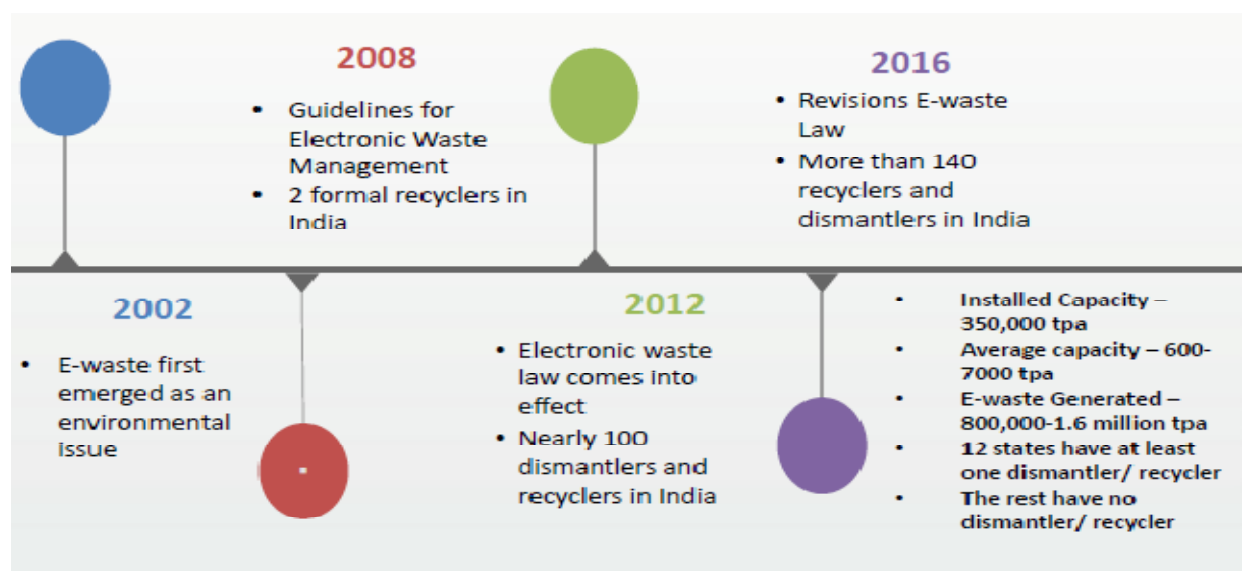 2008
• Guidelines for
Electronic Waste
Management
• 2 formal recyclers in
India
2016
• Revisions E-waste
Law
• More than 140
recyclers and
dismantlers in India
2002
• E-waste first
emerged as an
environmental
issue
2012
• Electronic waste
law comes into
effect
• Nearly 100
dismantlers and
recyclers in India
• Installed Capacity –
350,000 tpa
• Average capacity – 600-
7000 tpa
• E-waste Generated –
800,000-1.6 million tpa
• 12 states have at least
one dismantler/ recycler
• The rest have no
dismantler/ recycler